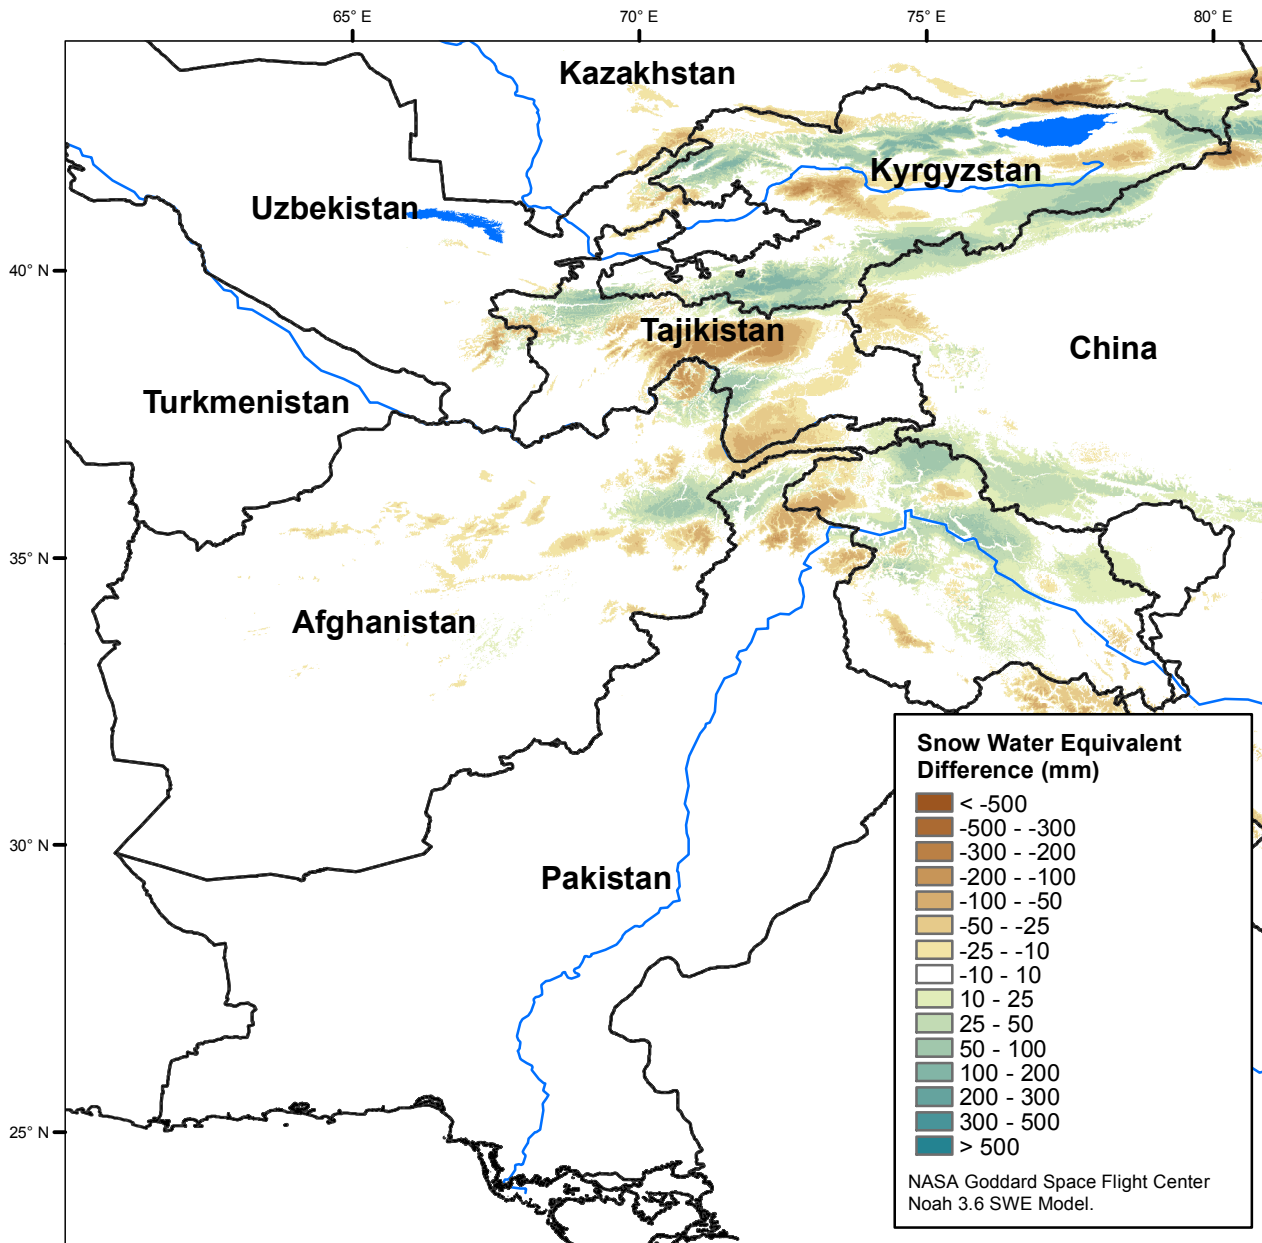 65° E
70° E
75° E
80° E
Kazakhstan
Kyrgyzstan
Uzbekistan
40° N
Tajikistan
China
Turkmenistan
35° N
Afghanistan
30° N
Pakistan
25° N
Snow Water Equivalent
Difference (mm)
< -500
-500 - -300
-300 - -200
-200 - -100
-100 - -50
-50 - -25
-25 - -10
-10 - 10
10 - 25
25 - 50
50 - 100
100 - 200
200 - 300
300 - 500
> 500
NASA Goddard Space Flight Center
Noah 3.6 SWE Model.